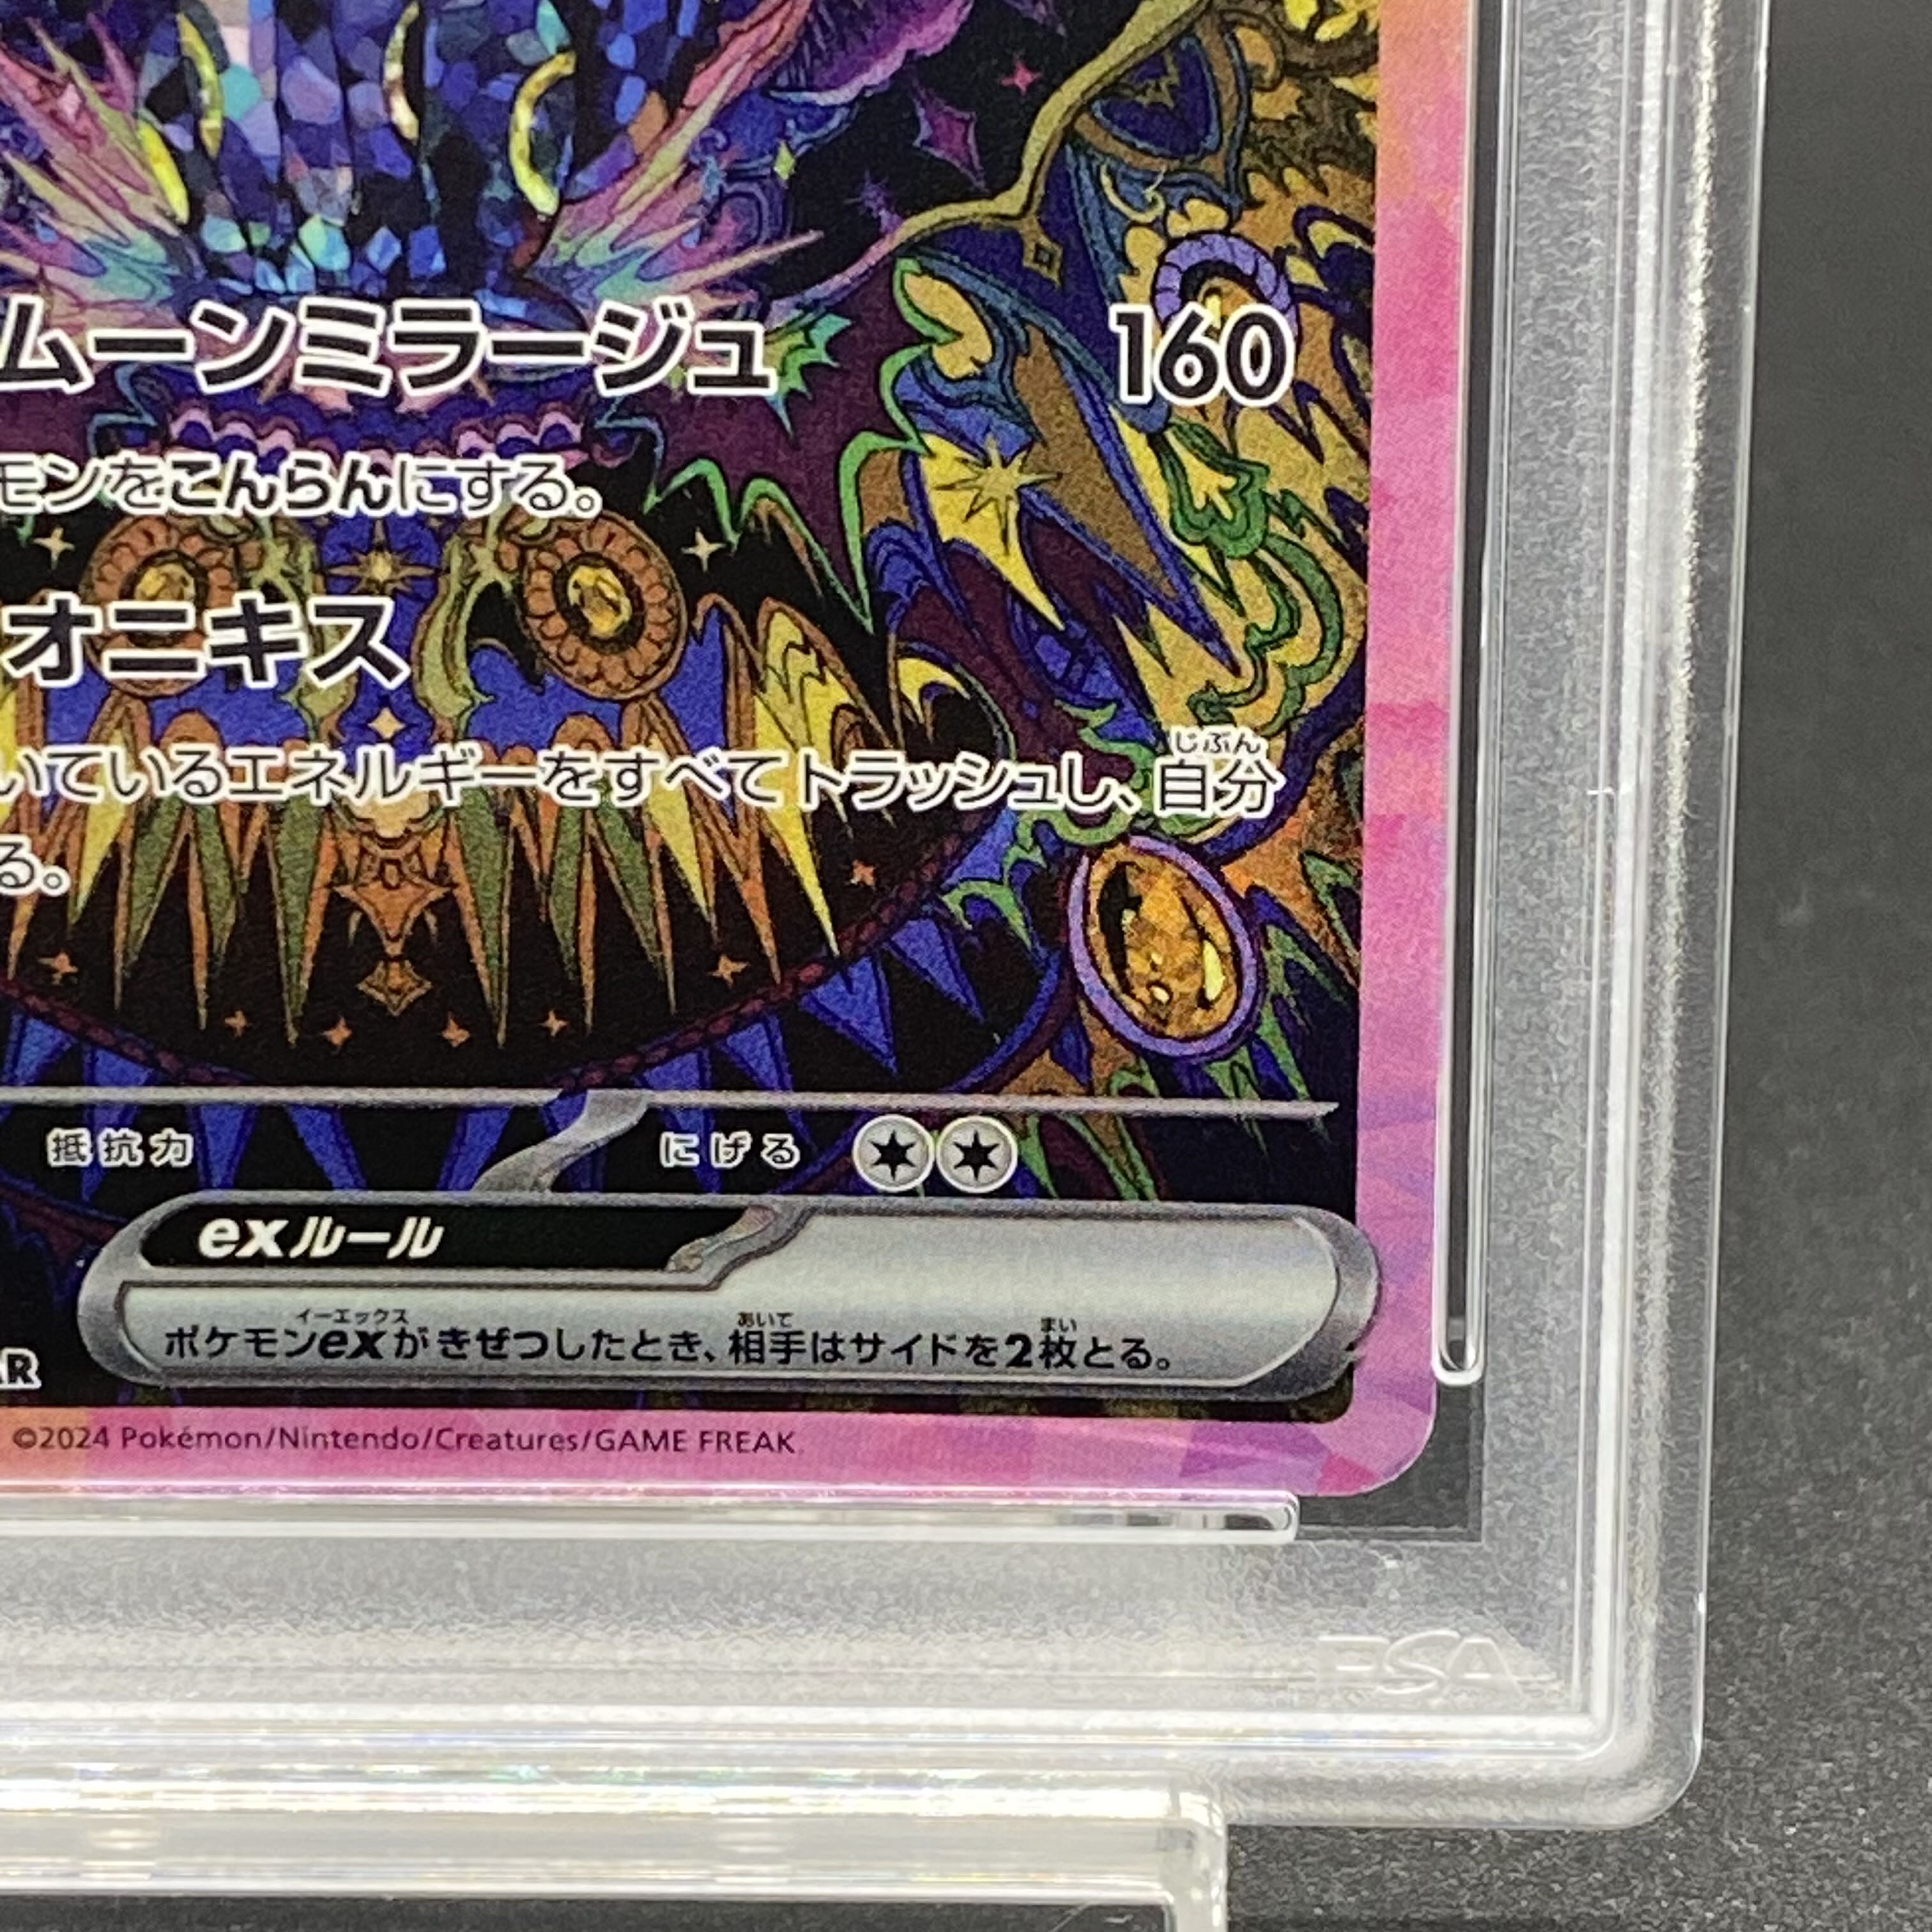 ムーンミラージュ 160
モンをこんらんにする。
オニキス
じぶん
いているエネルギーをすべてトラッシュし、自分
る。
抵抗力 にげる
exルール
イーエックス あいて まい
ポケモンexがきぜつしたとき、相手はサイドを2枚とる。
AR
©2024 Pokémon/Nintendo/Creatures/GAME FREAK
PSA